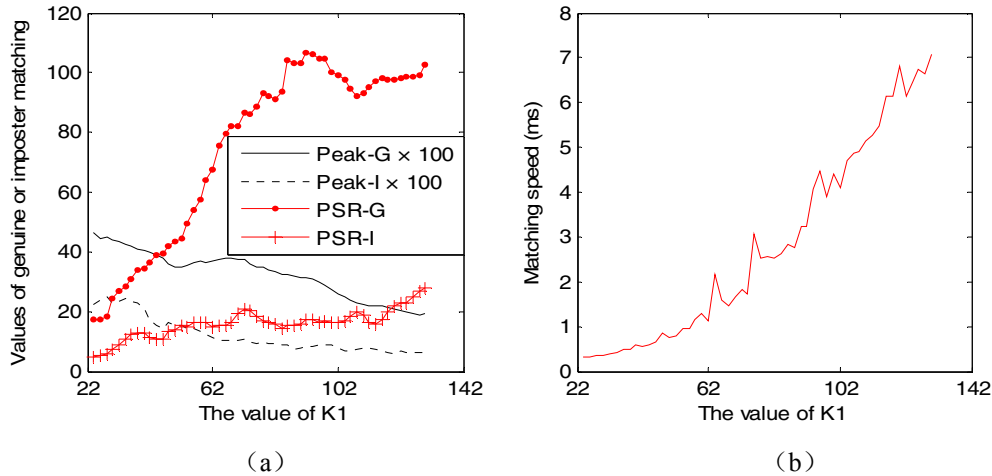 (a)
(b)
120
100
80
60
40
20
0
Values of genuine or imposter matching
Peak-G × 100
Peak-I × 100
PSR-G
PSR-I
22
62
102
142
The value of K1
8
7
6
5
4
3
2
1
0
Matching speed (ms)
22
62
102
142
The value of K1
（a）
（b）